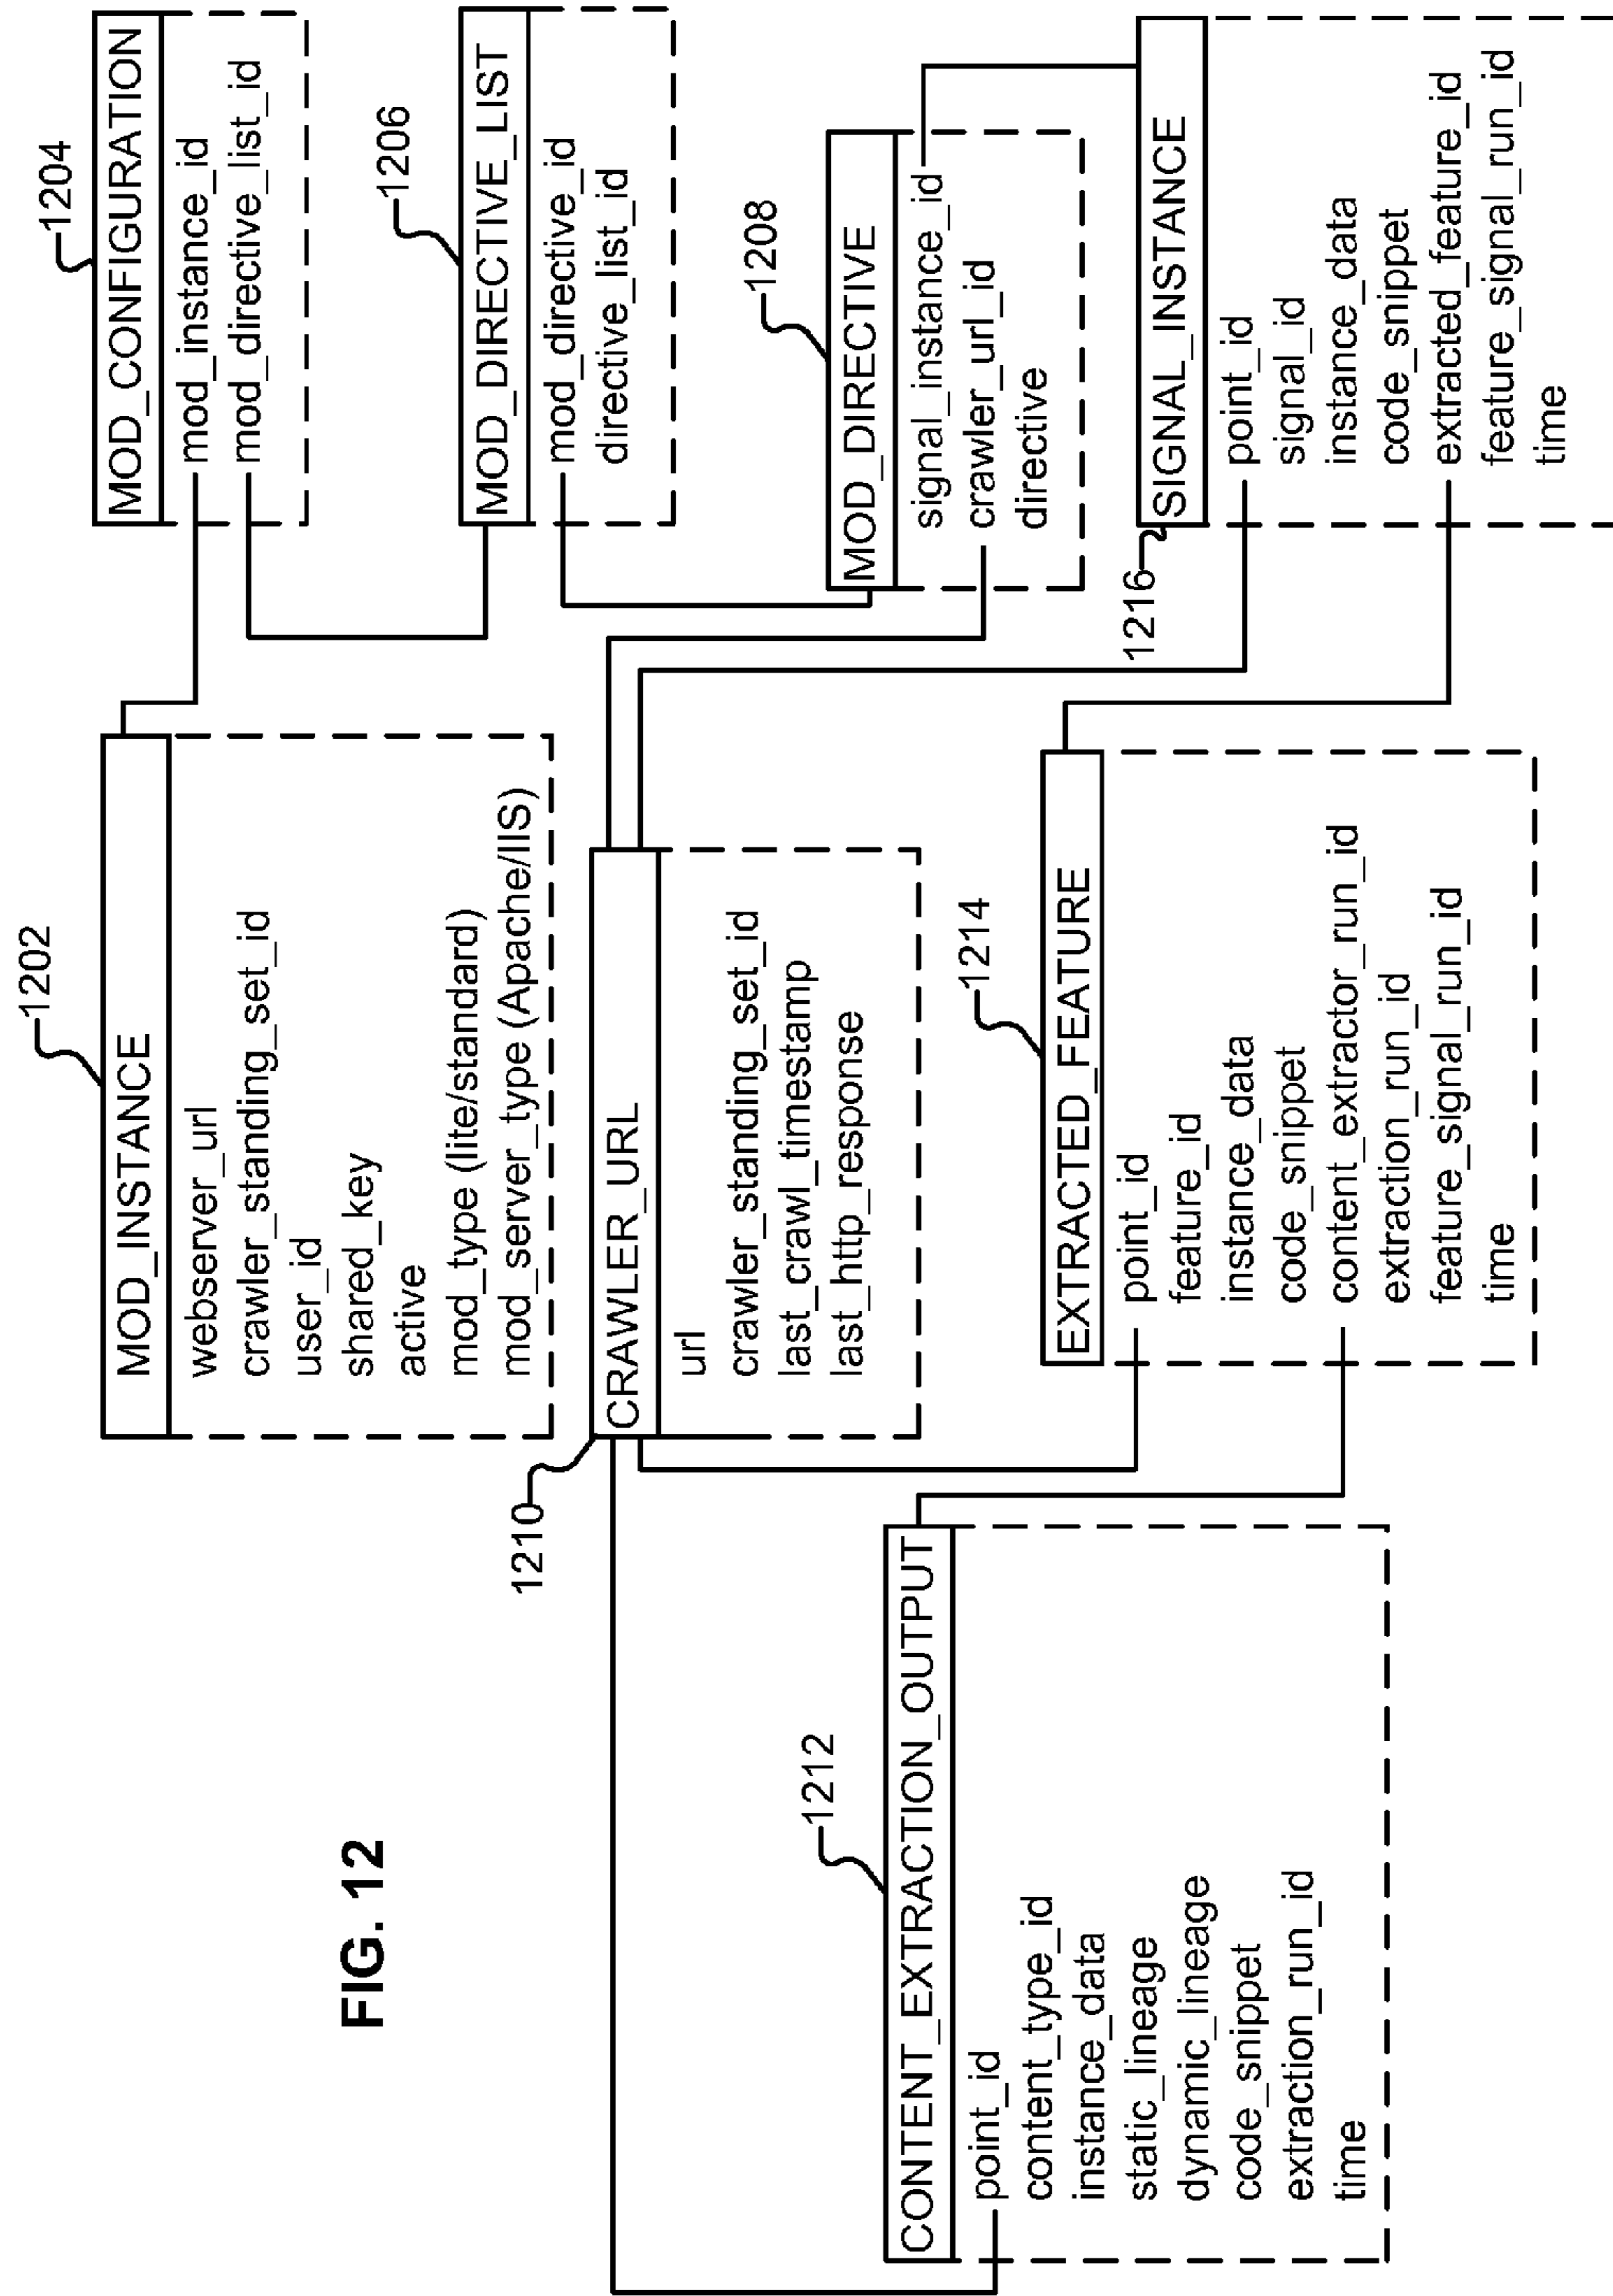 FIG. 12
1202
MOD_INSTANCE
webserver_url
crawler_standing_set_id
user_id
shared_key
active
mod_type (lite/standard)
mod_server_type (Apache/IIS)
1204
MOD_CONFIGURATION
mod_instance_id
mod_directive_list_id
1206
MOD_DIRECTIVE_LIST
mod_directive_id
directive_list_id
1208
MOD_DIRECTIVE
signal_instance_id
crawler_url_id
directive
1210
CRAWLER_URL
url
crawler_standing_set_id
last_crawl_timestamp
last_http_response
1212
CONTENT_EXTRACTION_OUTPUT
point_id
content_type_id
instance_data
static_lineage
dynamic_lineage
code_snippet
extraction_run_id
time
1214
EXTRACTED_FEATURE
point_id
feature_id
instance_data
code_snippet
content_extractor_run_id
extraction_run_id
feature_signal_run_id
time
1216
SIGNAL_INSTANCE
point_id
signal_id
instance_data
code_snippet
extracted_feature_id
feature_signal_run_id
time